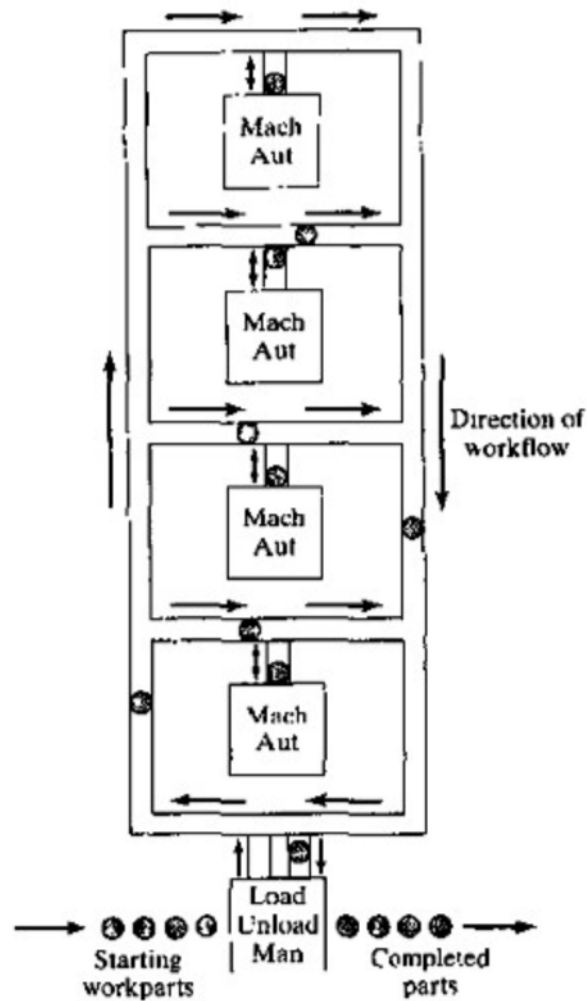 Mach
Aut
Mach
Aut
Direction of
workflow
Mach
Aut
Mach
Aut
Load
Unload
Man
Starting
workparts
Completed
parts